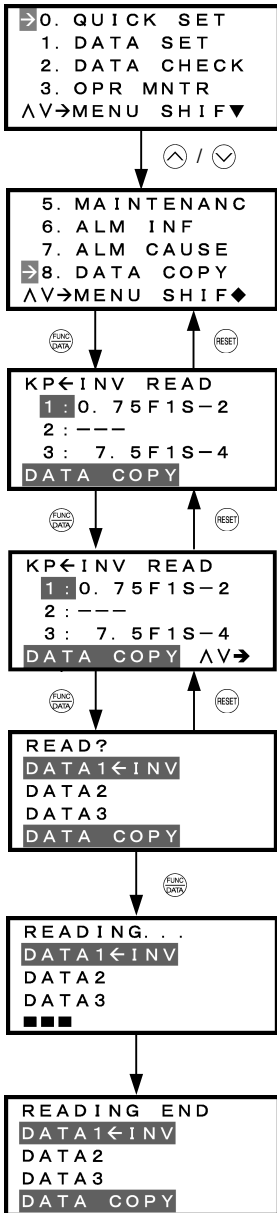 →0. QUICK SET
1. DATA SET
2. DATA CHECK
3. OPR MNTR
∧∨→MENU SHIF▼
/
5. MAINTENANC
6. ALM INF
7. ALM CAUSE
→8. DATA COPY
∧∨→MENU SHIF◆
FUNC DATA
RESET
KP←INV READ
1:0. 75F1S−2
2:−−−
3: 7. 5F1S−4
DATA COPY
FUNC DATA
RESET
KP←INV READ
1:0. 75F1S−2
2:−−−
3: 7. 5F1S−4
DATA COPY ∧∨→
FUNC DATA
RESET
READ?
DATA1←INV
DATA2
DATA3
DATA COPY
FUNC DATA
READING...
DATA1←INV
DATA2
DATA3
■■■
READING END
DATA1←INV
DATA2
DATA3
DATA COPY